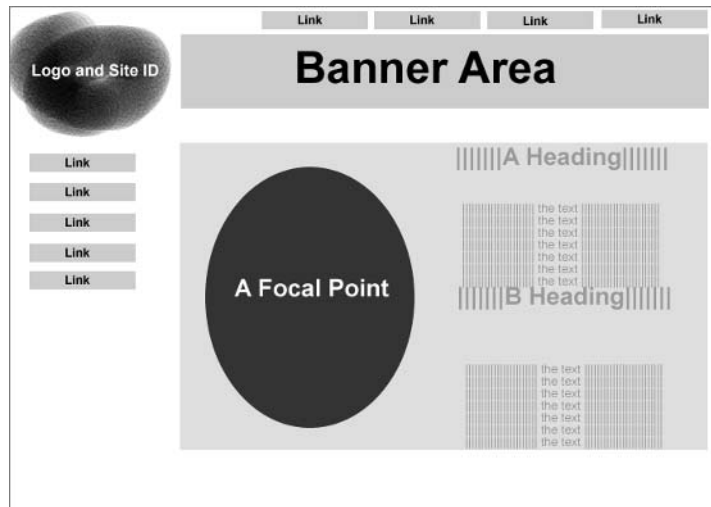 Link Link Link Link
Logo and Site ID
Banner Area
Link
Link
Link
Link
Link
A Focal Point
|||||||A Heading|||||||
||||||||||||||||||||| the text ||||||||||||||||||||||
||||||||||||||||||||| the text ||||||||||||||||||||||
||||||||||||||||||||| the text ||||||||||||||||||||||
||||||||||||||||||||| the text ||||||||||||||||||||||
||||||||||||||||||||| the text ||||||||||||||||||||||
||||||||||||||||||||| the text ||||||||||||||||||||||
||||||||||||||||||||| the text ||||||||||||||||||||||
|||||||B Heading|||||||
||||||||||||||||||||| the text ||||||||||||||||||||||
||||||||||||||||||||| the text ||||||||||||||||||||||
||||||||||||||||||||| the text ||||||||||||||||||||||
||||||||||||||||||||| the text ||||||||||||||||||||||
||||||||||||||||||||| the text ||||||||||||||||||||||
||||||||||||||||||||| the text ||||||||||||||||||||||
||||||||||||||||||||| the text ||||||||||||||||||||||